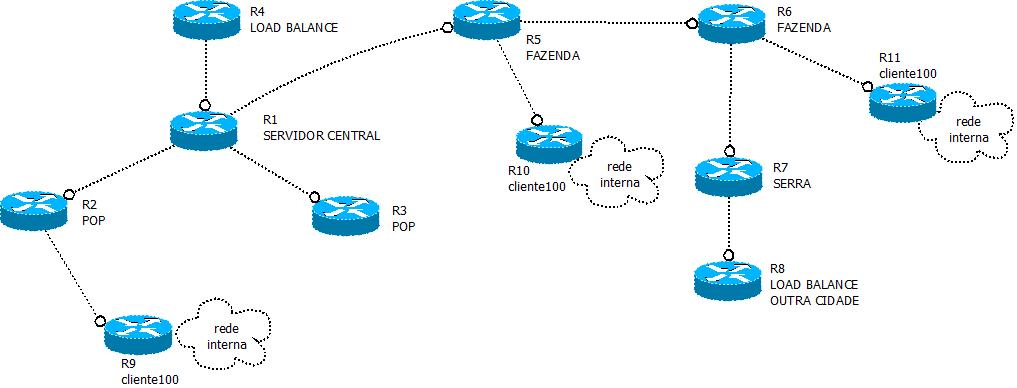 R4
LOAD BALANCE
R5
FAZENDA
R6
FAZENDA
R11
cliente100
rede
interna
R1
SERVIDOR CENTRAL
R10
cliente100
rede
interna
R7
SERRA
R2
POP
R3
POP
R8
LOAD BALANCE
OUTRA CIDADE
R9
cliente100
rede
interna